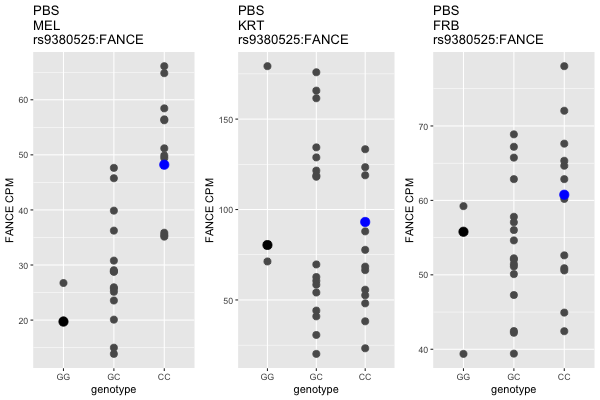 PBS
MEL
rs9380525:FANCE
FANCE CPM
60
50
40
30
20
GG GC CC
genotype
PBS
KRT
rs9380525:FANCE
FANCE CPM
150
100
50
GG GC CC
genotype
PBS
FRB
rs9380525:FANCE
FANCE CPM
70
60
50
40
GG GC CC
genotype